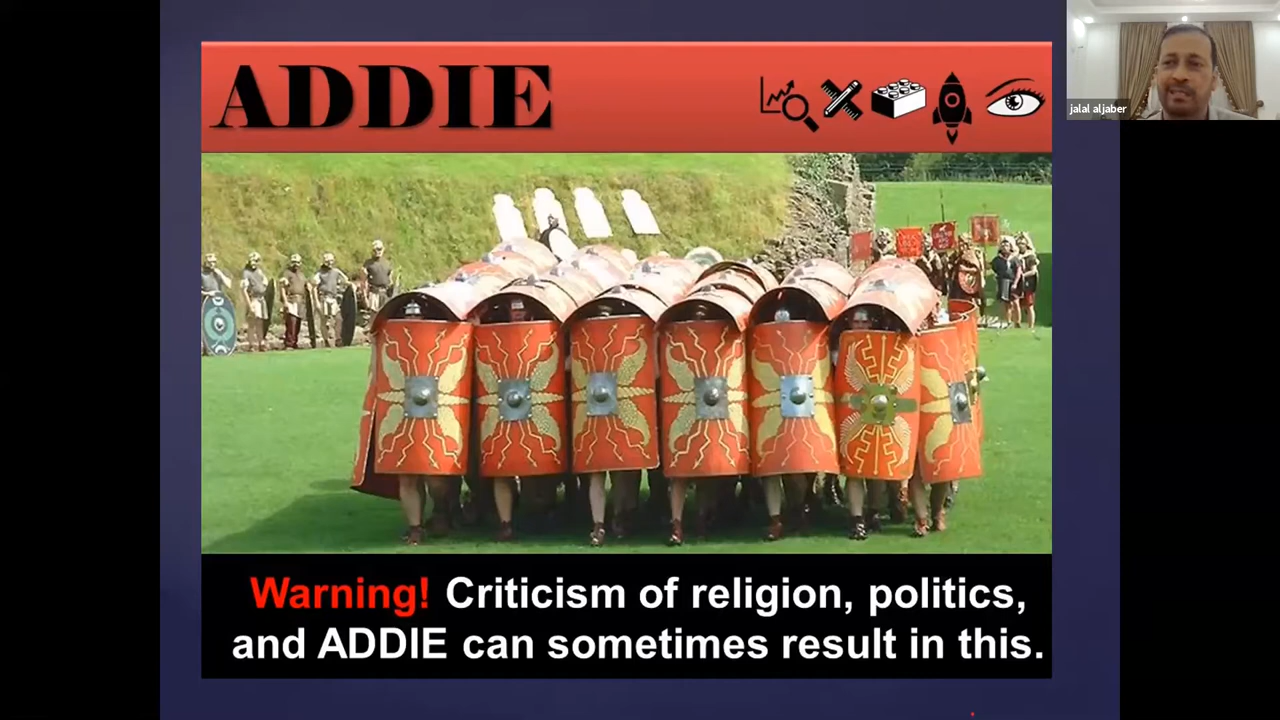 ADDIE
jalal aljaber
Warning! Criticism of religion, politics,
and ADDIE can sometimes result in this.